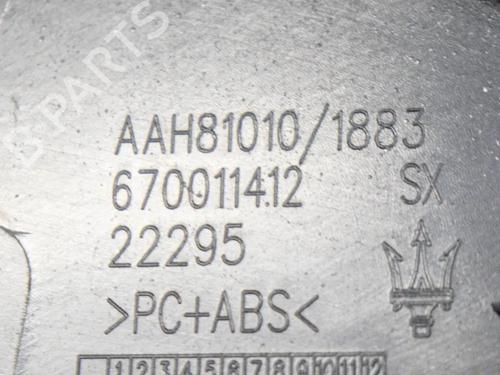 B-PARTS
AAH81010/1883
670011412 SX
22295
>PC+ABS<
1 2 3 4 5 6 7 8 9 10 11 12